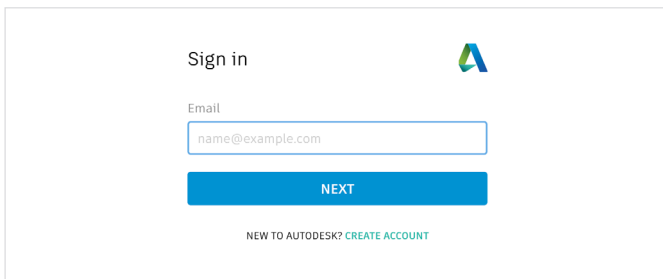 Sign in
Email
name@example.com
NEXT
NEW TO AUTODESK? CREATE ACCOUNT